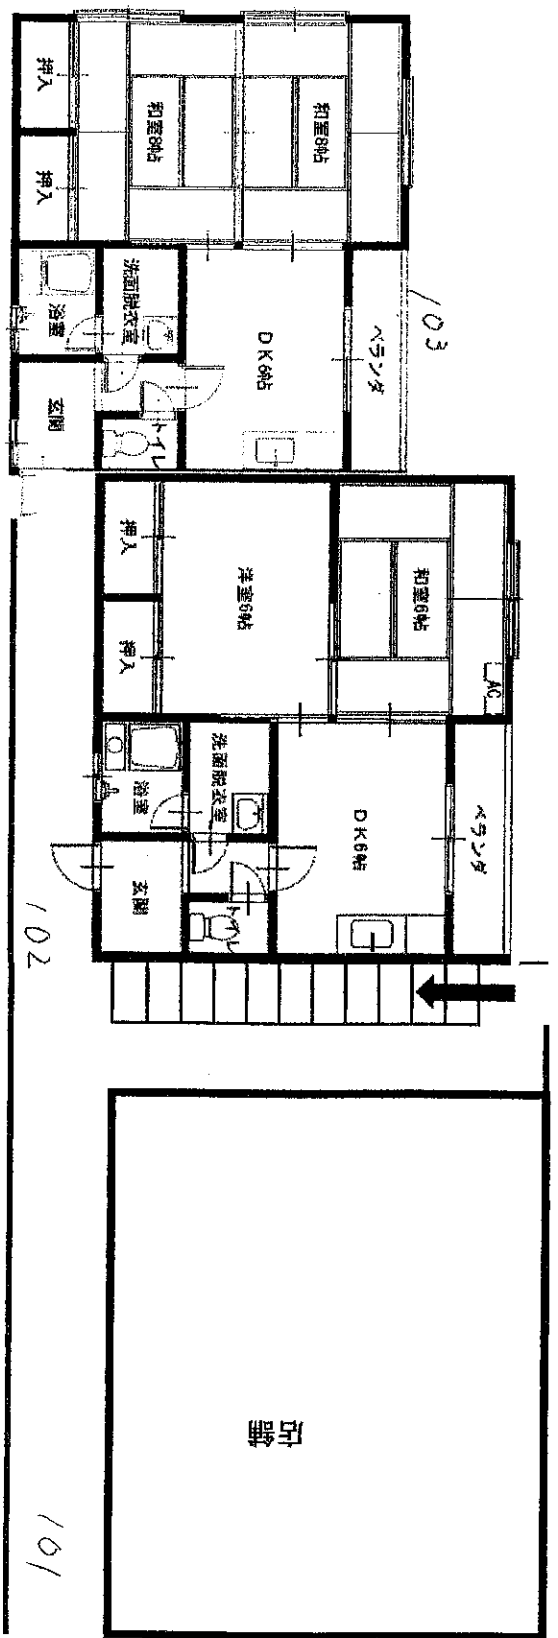 押入
押入
和室8帖
和室8帖
洗面脱衣室
浴室
DK6帖
ベランダ
玄関
トイレ
103
押入
押入
洋室6帖
和室6帖
AC
洗面脱衣室
浴室
DK6帖
ベランダ
玄関
トイレ
102
店舗
101